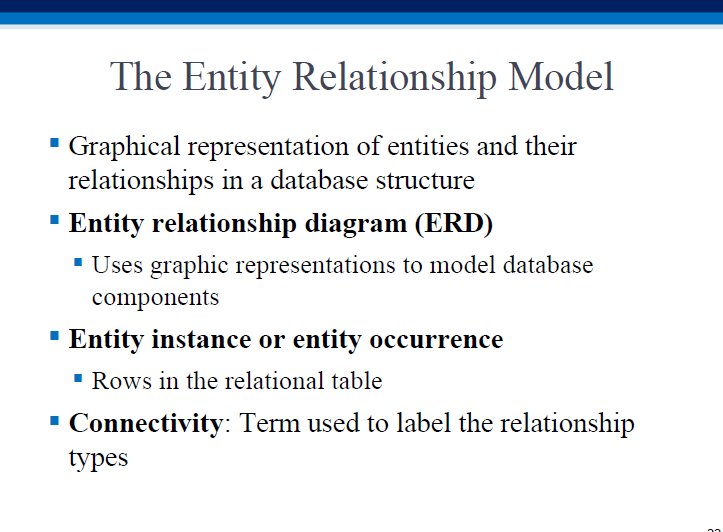 The Entity Relationship Model
Graphical representation of entities and their
relationships in a database structure
Entity relationship diagram (ERD)
Uses graphic representations to model database
components
Entity instance or entity occurrence
Rows in the relational table
Connectivity: Term used to label the relationship
types